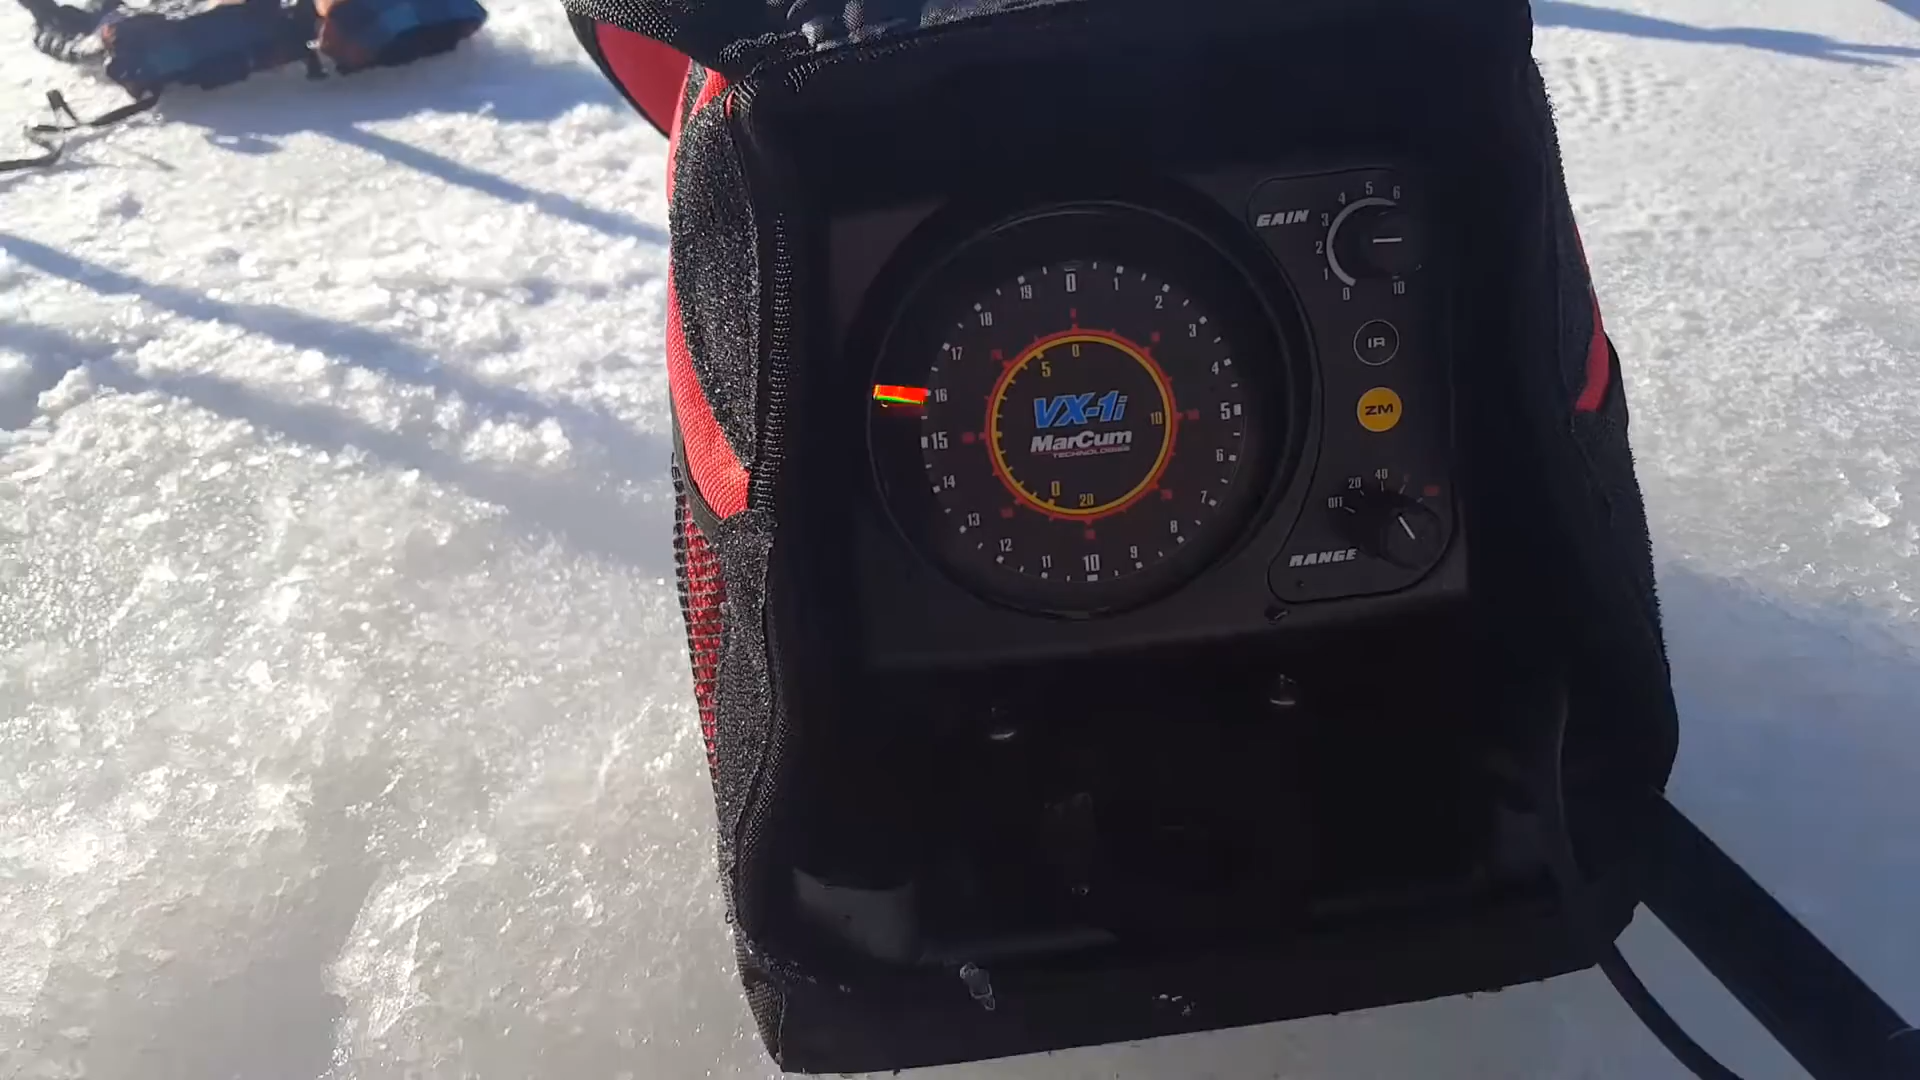 GAIN
0 1 2 3 4 5 6 10
IR
ZM
OFF 20 40
RANGE
0 1 2 3 4 5 6 7 8 9 10 11 12 13 14 15 16 17 18 19
0 5
10
0 20
VX-1i
MarCum
TECHNOLOGIES